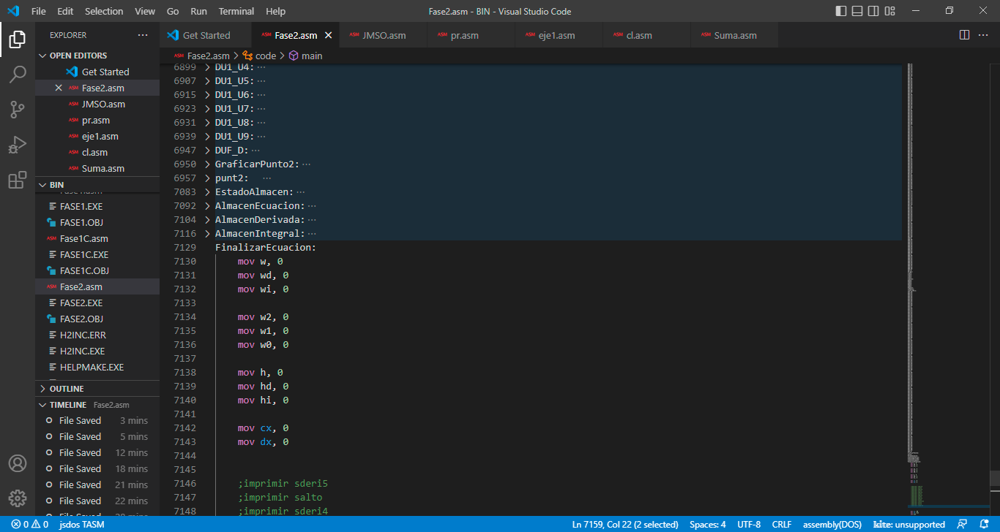 File Edit Selection View Go Run Terminal Help Fase2.asm - BIN - Visual Studio Code
EXPLORER
OPEN EDITORS
Get Started
Fase2.asm
JMSO.asm
pr.asm
eje1.asm
cl.asm
Suma.asm
BIN
FASE1.EXE
FASE1.OBJ
Fase1C.asm
FASE1C.EXE
FASE1C.OBJ
Fase2.asm
FASE2.EXE
FASE2.OBJ
H2INC.ERR
H2INC.EXE
HELPMAKE.EXE
OUTLINE
TIMELINE Fase2.asm
File Saved 3 mins
File Saved 5 mins
File Saved 12 mins
File Saved 18 mins
File Saved 21 mins
File Saved 22 mins
Get Started ASM Fase2.asm ASM JMSO.asm ASM pr.asm ASM eje1.asm ASM cl.asm ASM Suma.asm
ASM Fase2.asm > code > main
6899 > DU1_U4: ...
6907 > DU1_U5: ...
6915 > DU1_U6: ...
6923 > DU1_U7: ...
6931 > DU1_U8: ...
6939 > DU1_U9: ...
6947 > DUF_D: ...
6950 > GraficarPunto2: ...
6957 > punt2: ...
7083 > EstadoAlmacen: ...
7092 > AlmacenEcuacion: ...
7104 > AlmacenDerivada: ...
7116 > AlmacenIntegral: ...
7129 FinalizarEcuacion:
7130 mov w, 0
7131 mov wd, 0
7132 mov wi, 0
7133
7134 mov w2, 0
7135 mov w1, 0
7136 mov w0, 0
7137
7138 mov h, 0
7139 mov hd, 0
7140 mov hi, 0
7141
7142 mov cx, 0
7143 mov dx, 0
7144
7145
7146 ;imprimir sderi5
7147 ;imprimir salto
7148 ;imprimir sderi4
0 0 jsdos TASM Ln 7159, Col 22 (2 selected) Spaces: 4 UTF-8 CRLF assembly(DOS) kite: unsupported